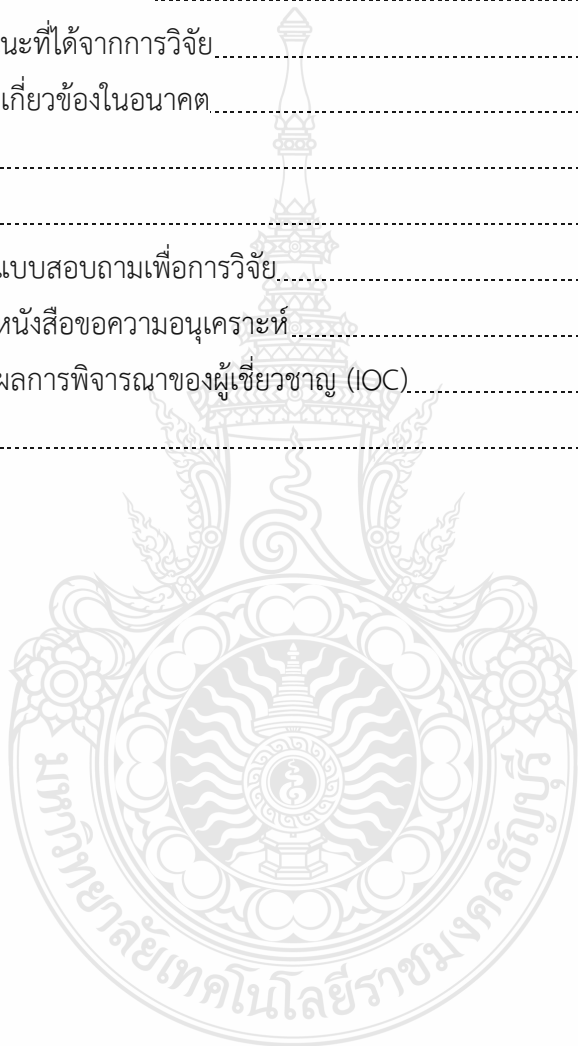 นะที่ได้จากการวิจัย
เกี่ยวข้องในอนาคต
แบบสอบถามเพื่อการวิจัย
หนังสือขอความอนุเคราะห์
ผลการพิจารณาของผู้เชี่ยวชาญ (IOC)
มหาวิทยาลัยเทคโนโลยีราชมงคลธัญบุรี